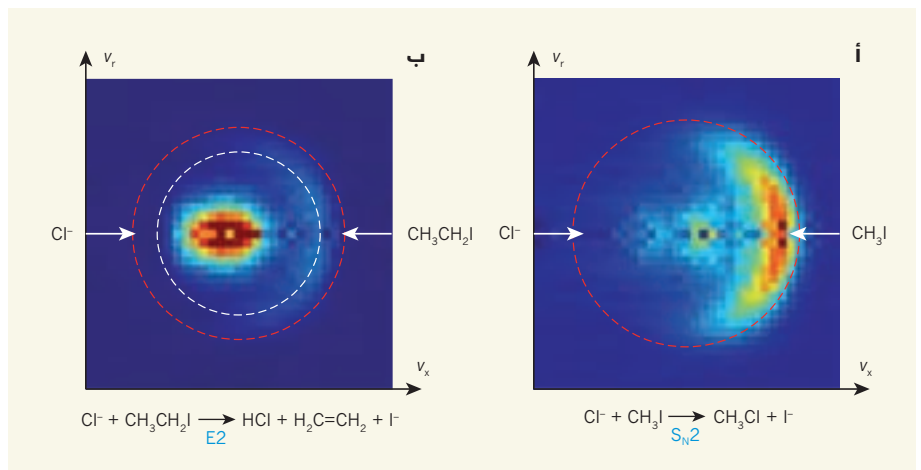 أ
v_r
Cl⁻
CH₃I
v_x
Cl⁻ + CH₃I ⟶ CH₃Cl + I⁻
S_N2
ب
v_r
Cl⁻
CH₃CH₂I
v_x
Cl⁻ + CH₃CH₂I ⟶ HCl + H₂C=CH₂ + I⁻
E2